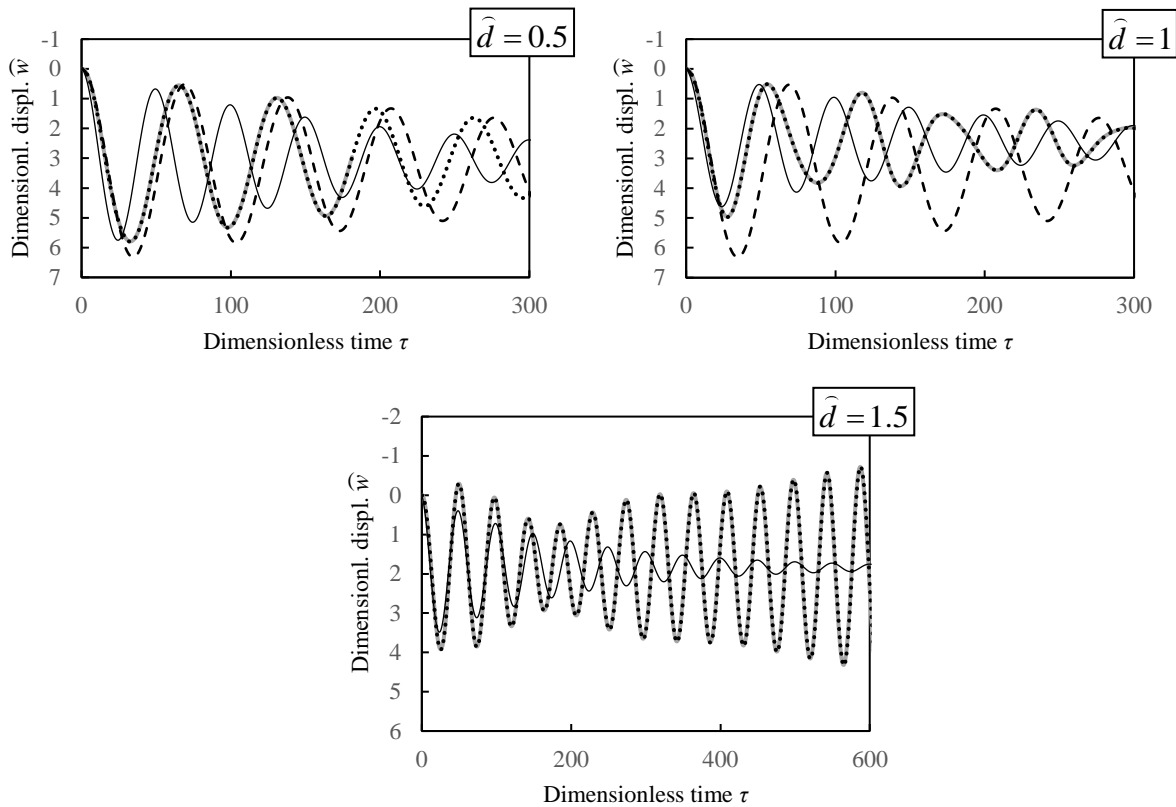 d̂ = 0.5
Dimensionl. displ. ŵ
-1
0
1
2
3
4
5
6
7
0 100 200 300
Dimensionless time τ
d̂ = 1
Dimensionl. displ. ŵ
-1
0
1
2
3
4
5
6
7
0 100 200 300
Dimensionless time τ
d̂ = 1.5
Dimensionl. displ. ŵ
-2
-1
0
1
2
3
4
5
6
0 200 400 600
Dimensionless time τ